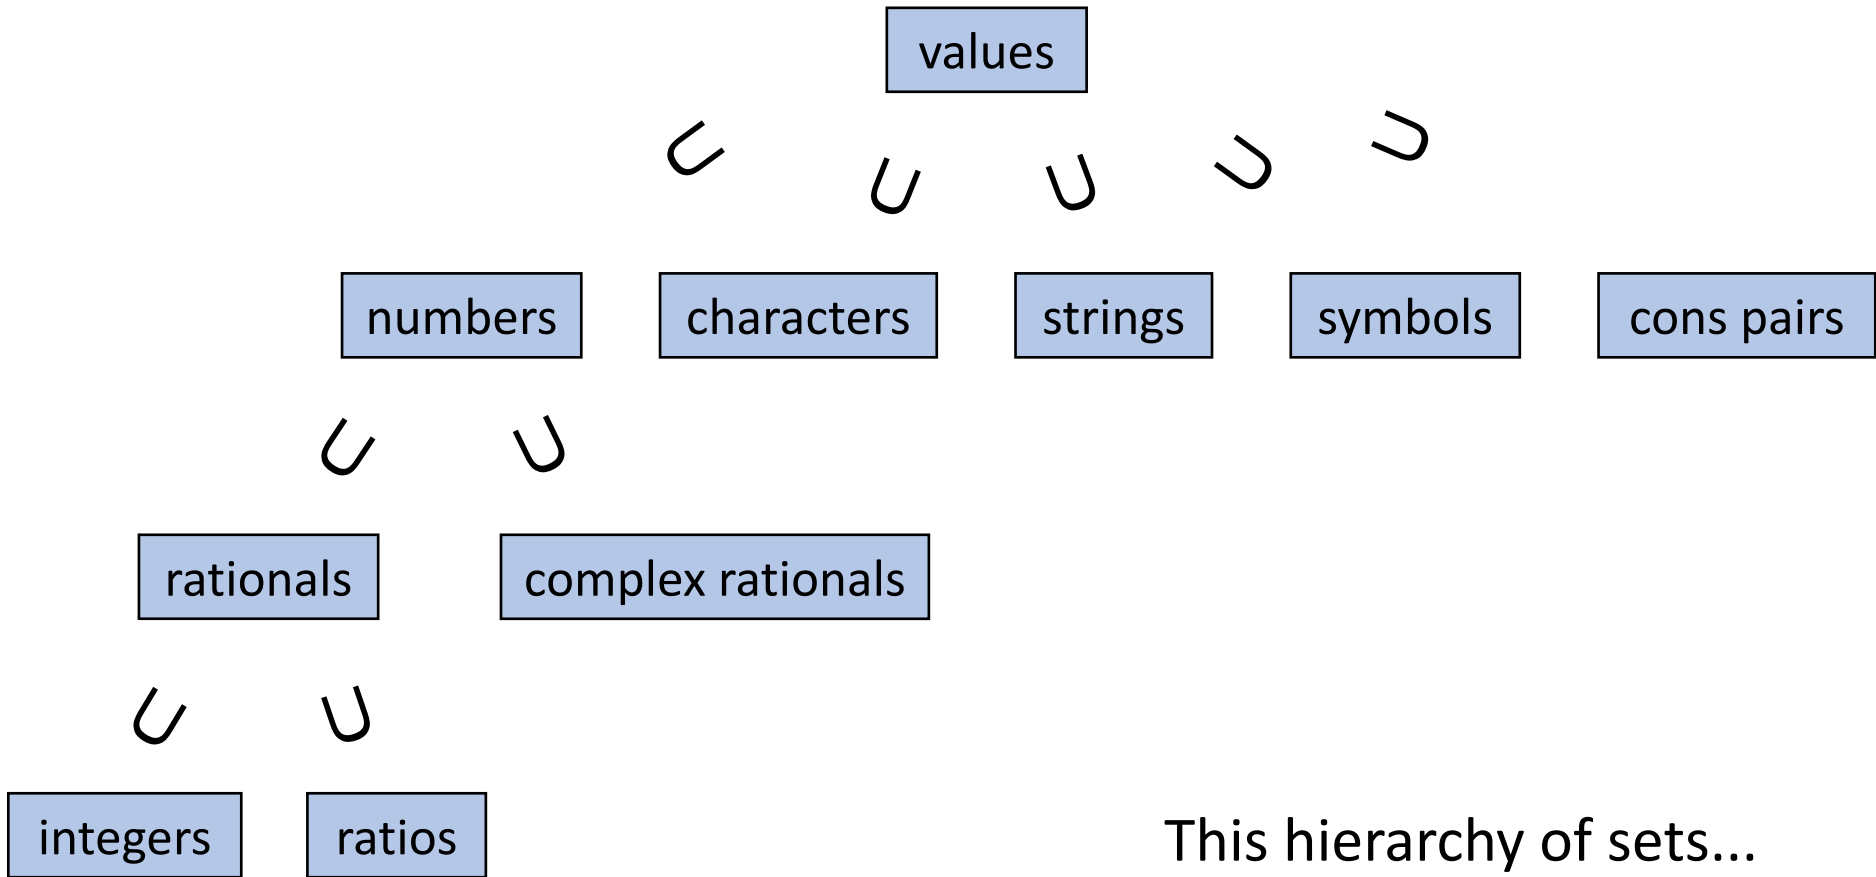 values
⊂ ⊂ ⊂ ⊂ ⊂
numbers characters strings symbols cons pairs
⊂ ⊂
rationals complex rationals
⊂ ⊂
integers ratios
This hierarchy of sets...